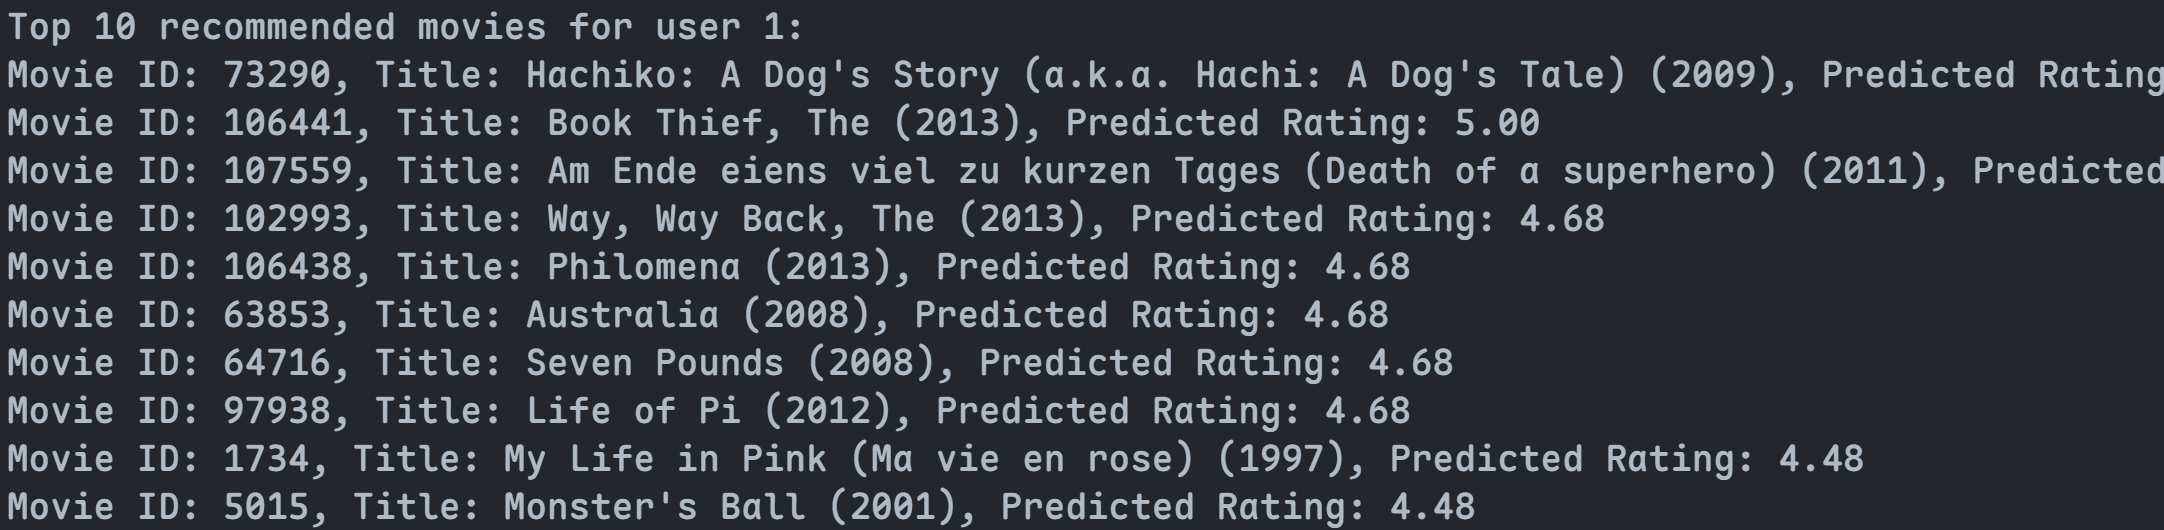 Top 10 recommended movies for user 1:
Movie ID: 73290, Title: Hachiko: A Dog's Story (a.k.a. Hachi: A Dog's Tale) (2009), Predicted Rating
Movie ID: 106441, Title: Book Thief, The (2013), Predicted Rating: 5.00
Movie ID: 107559, Title: Am Ende eiens viel zu kurzen Tages (Death of a superhero) (2011), Predicted
Movie ID: 102993, Title: Way, Way Back, The (2013), Predicted Rating: 4.68
Movie ID: 106438, Title: Philomena (2013), Predicted Rating: 4.68
Movie ID: 63853, Title: Australia (2008), Predicted Rating: 4.68
Movie ID: 64716, Title: Seven Pounds (2008), Predicted Rating: 4.68
Movie ID: 97938, Title: Life of Pi (2012), Predicted Rating: 4.68
Movie ID: 1734, Title: My Life in Pink (Ma vie en rose) (1997), Predicted Rating: 4.48
Movie ID: 5015, Title: Monster's Ball (2001), Predicted Rating: 4.48